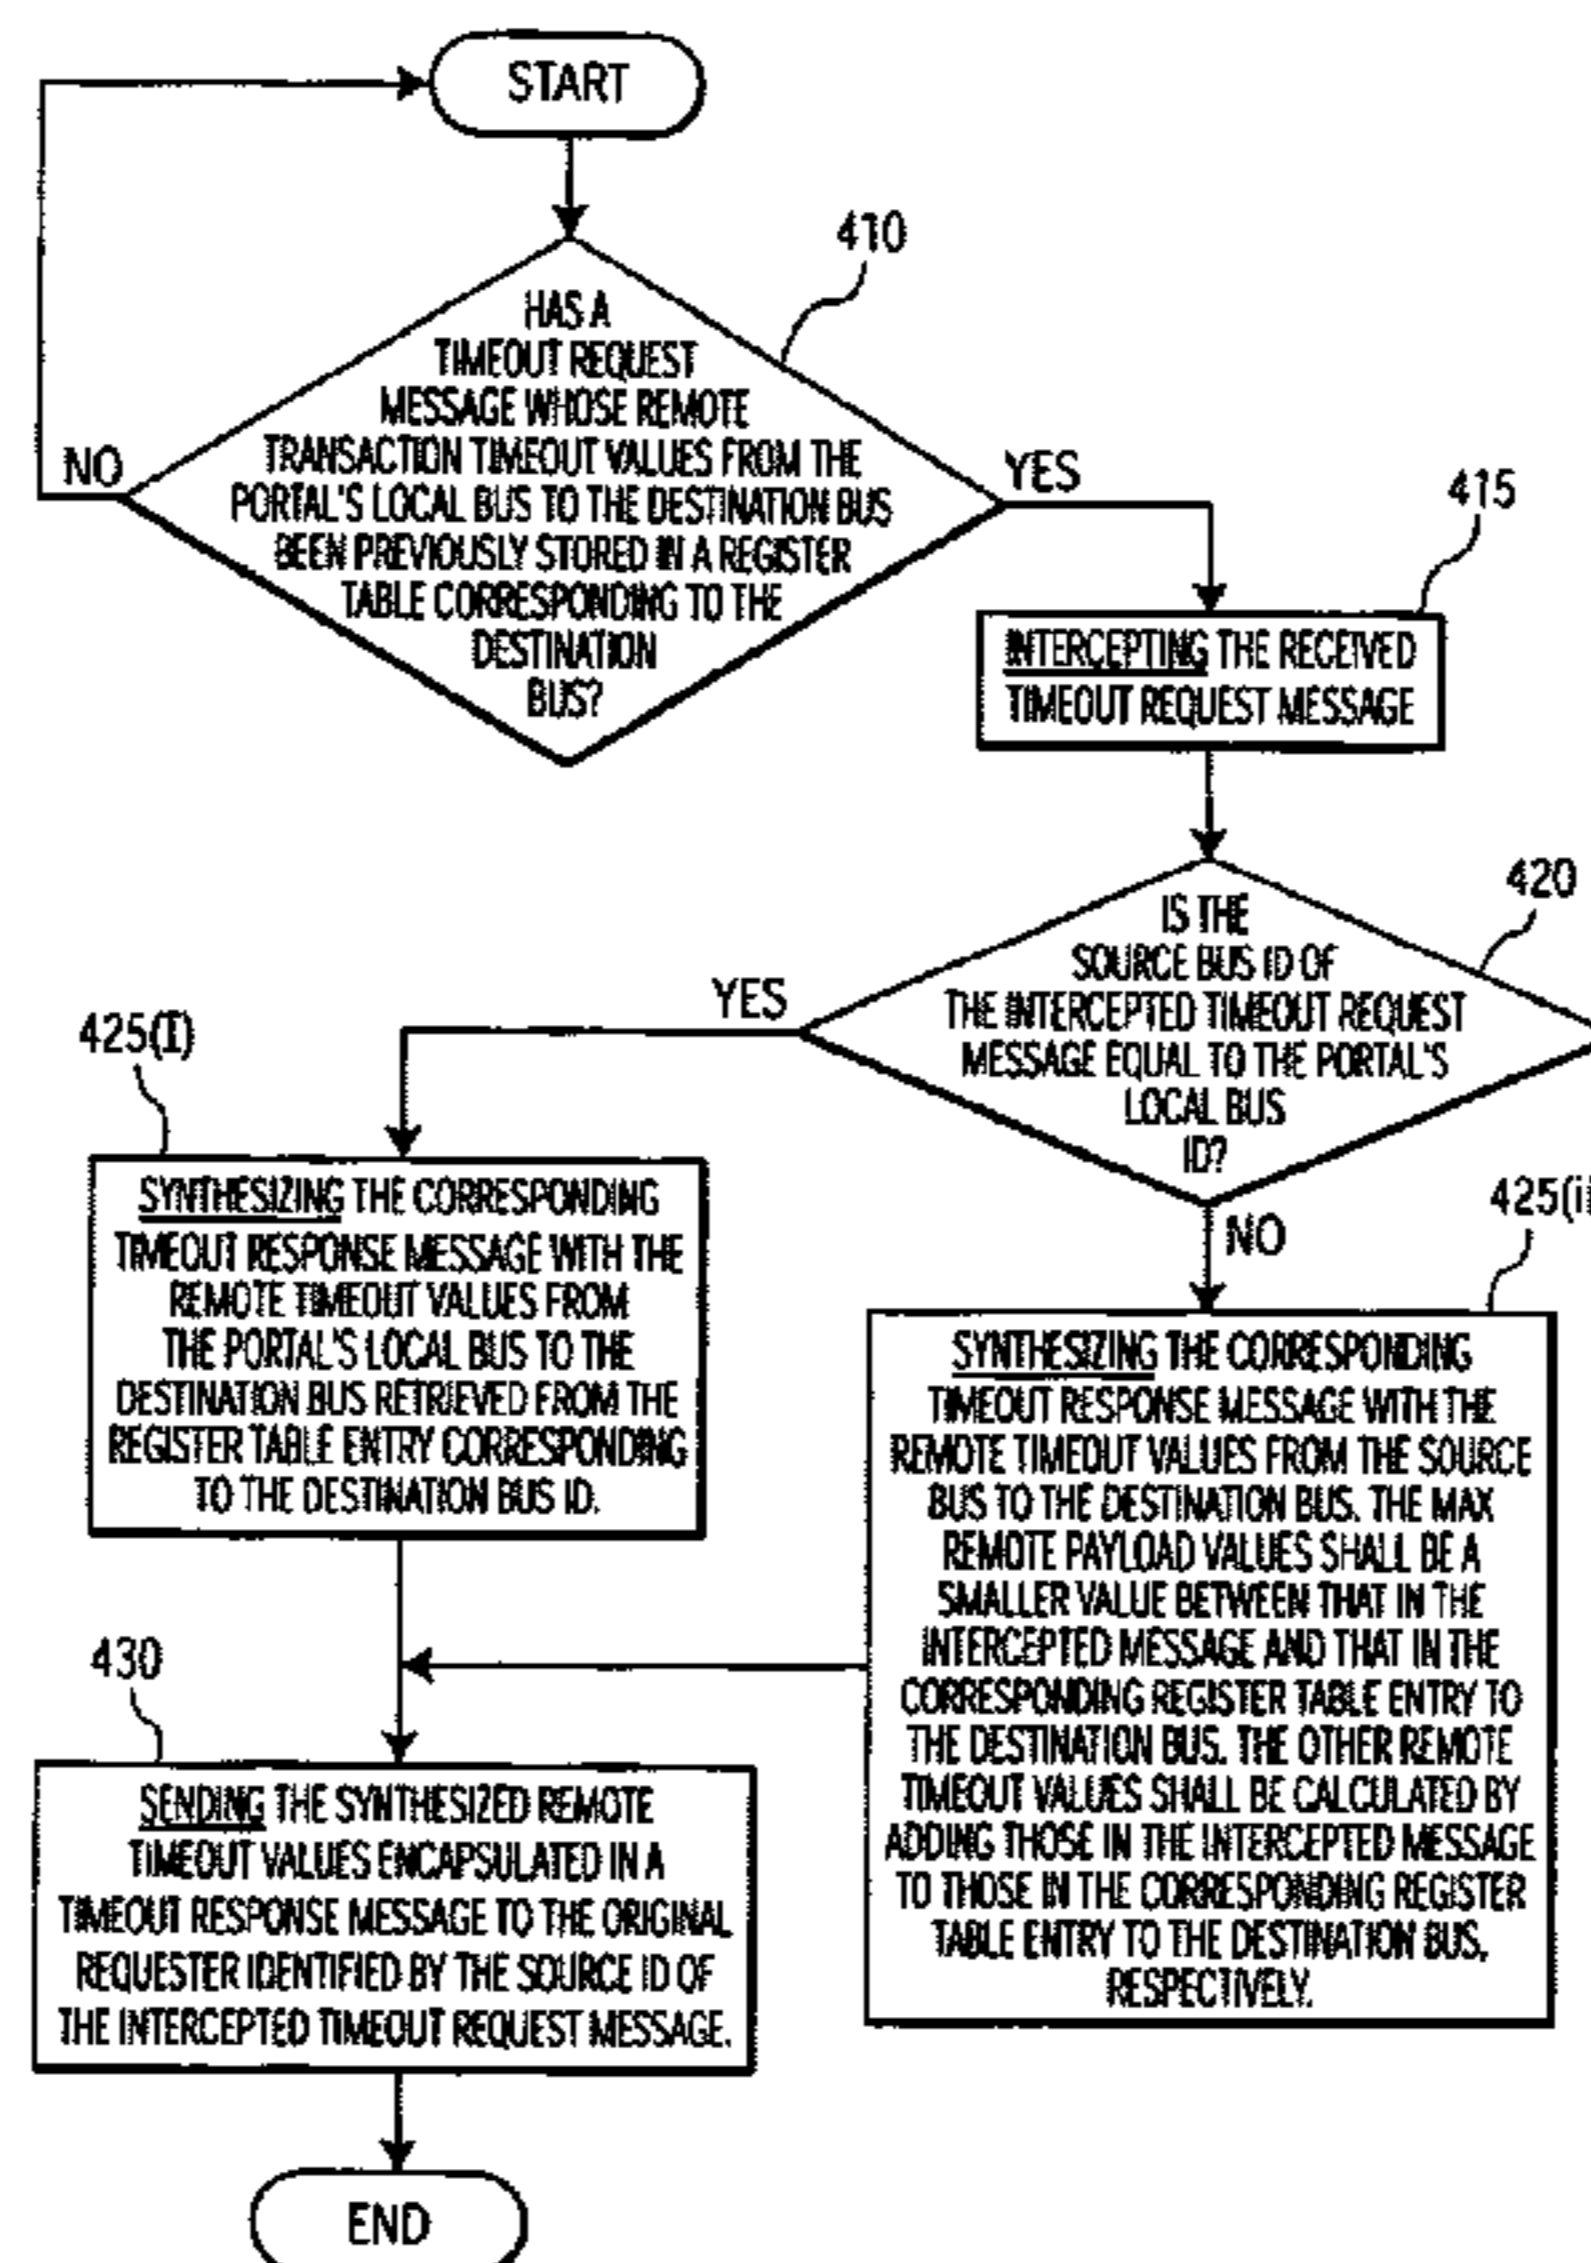 START
410
HAS A
TIMEOUT REQUEST
MESSAGE WHOSE REMOTE
TRANSACTION TIMEOUT VALUES FROM THE
PORTAL'S LOCAL BUS TO THE DESTINATION BUS
BEEN PREVIOUSLY STORED IN A REGISTER
TABLE CORRESPONDING TO THE
DESTINATION
BUS?
NO
YES
415
INTERCEPTING THE RECEIVED
TIMEOUT REQUEST MESSAGE
420
IS THE
SOURCE BUS ID OF
THE INTERCEPTED TIMEOUT REQUEST
MESSAGE EQUAL TO THE PORTAL'S
LOCAL BUS
ID?
YES
NO
425(I)
SYNTHESIZING THE CORRESPONDING
TIMEOUT RESPONSE MESSAGE WITH THE
REMOTE TIMEOUT VALUES FROM
THE PORTAL'S LOCAL BUS TO THE
DESTINATION BUS RETRIEVED FROM THE
REGISTER TABLE ENTRY CORRESPONDING
TO THE DESTINATION BUS ID.
425(ii
SYNTHESIZING THE CORRESPONDING
TIMEOUT RESPONSE MESSAGE WITH THE
REMOTE TIMEOUT VALUES FROM THE SOURCE
BUS TO THE DESTINATION BUS. THE MAX
REMOTE PAYLOAD VALUES SHALL BE A
SMALLER VALUE BETWEEN THAT IN THE
INTERCEPTED MESSAGE AND THAT IN THE
CORRESPONDING REGISTER TABLE ENTRY TO
THE DESTINATION BUS. THE OTHER REMOTE
TIMEOUT VALUES SHALL BE CALCULATED BY
ADDING THOSE IN THE INTERCEPTED MESSAGE
TO THOSE IN THE CORRESPONDING REGISTER
TABLE ENTRY TO THE DESTINATION BUS,
RESPECTIVELY.
430
SENDING THE SYNTHESIZED REMOTE
TIMEOUT VALUES ENCAPSULATED IN A
TIMEOUT RESPONSE MESSAGE TO THE ORIGINAL
REQUESTER IDENTIFIED BY THE SOURCE ID OF
THE INTERCEPTED TIMEOUT REQUEST MESSAGE.
END